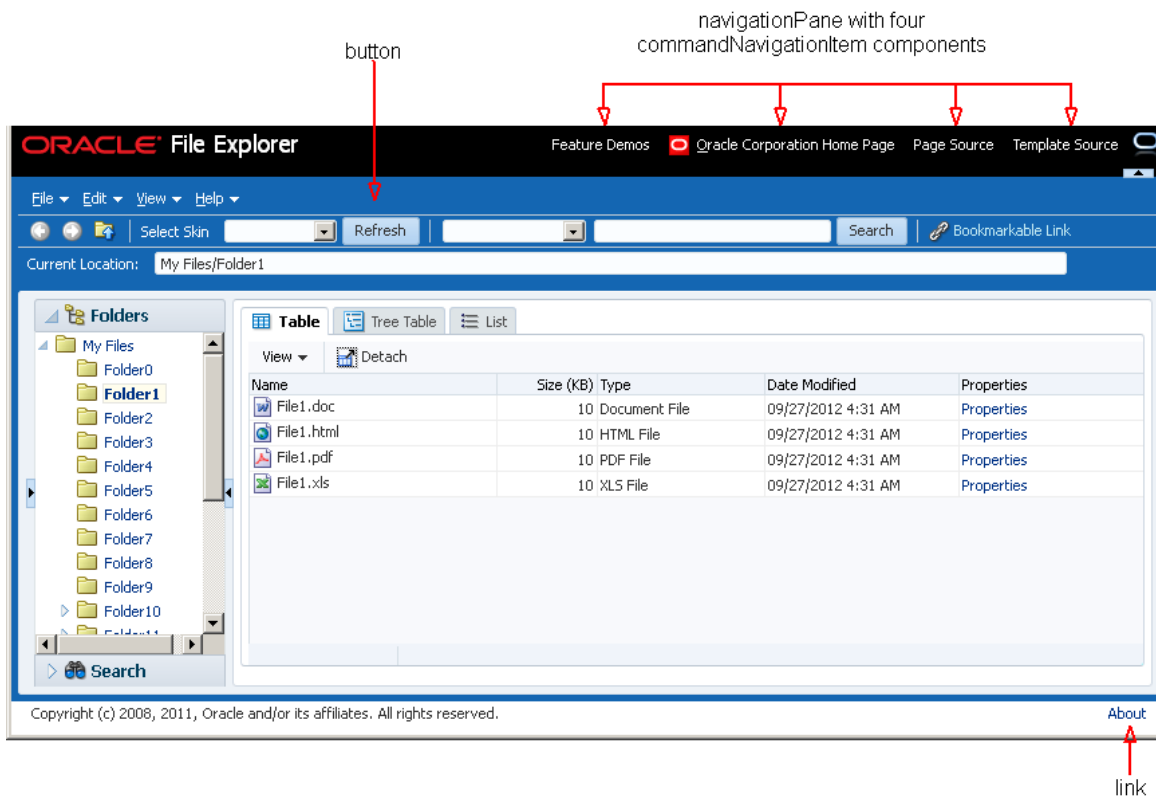 navigationPane with four
commandNavigationItem components
button
ORACLE File Explorer
Feature Demos Oracle Corporation Home Page Page Source Template Source
File Edit View Help
Select Skin Refresh Search Bookmarkable Link
Current Location: My Files/Folder1
Folders
My Files
Folder0
Folder1
Folder2
Folder3
Folder4
Folder5
Folder6
Folder7
Folder8
Folder9
Folder10
Folder11
Search
Table Tree Table List
View Detach
Name Size (KB) Type Date Modified Properties
File1.doc 10 Document File 09/27/2012 4:31 AM Properties
File1.html 10 HTML File 09/27/2012 4:31 AM Properties
File1.pdf 10 PDF File 09/27/2012 4:31 AM Properties
File1.xls 10 XLS File 09/27/2012 4:31 AM Properties
Copyright (c) 2008, 2011, Oracle and/or its affiliates. All rights reserved.
About
link